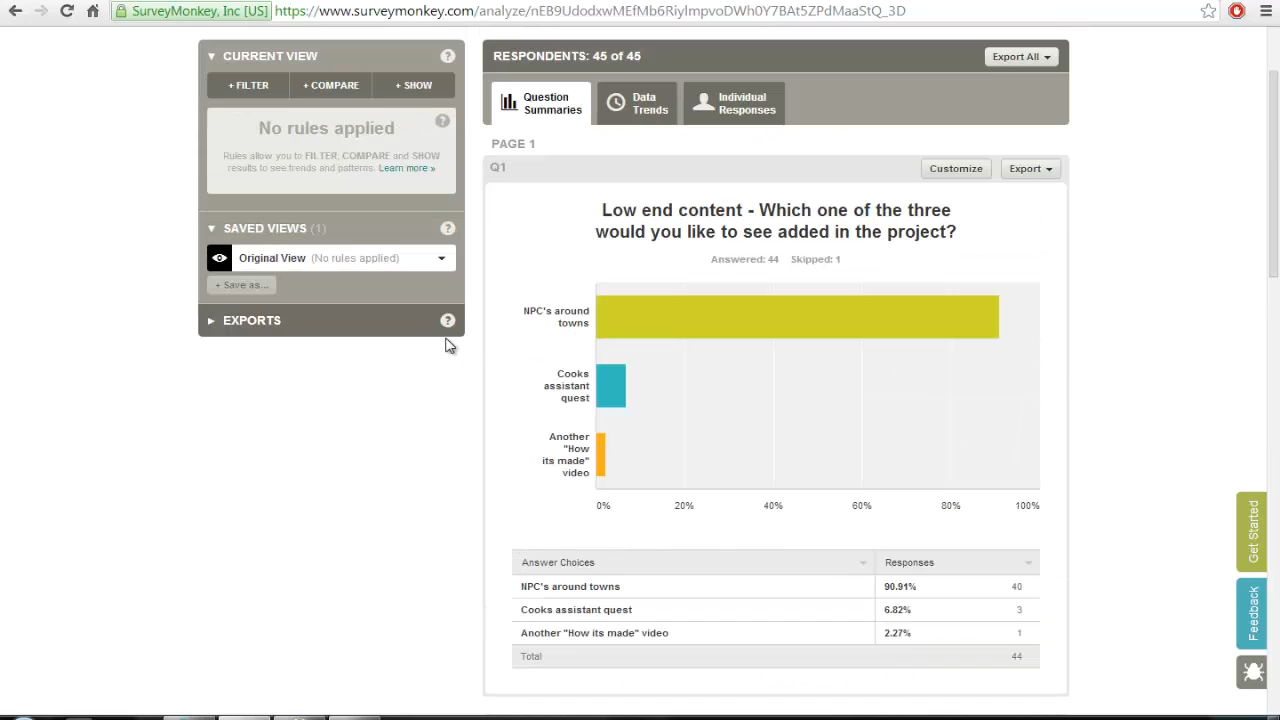 SurveyMonkey, Inc [US]
https://www.surveymonkey.com/analyze/nEB9UdodxwMEfMb6RiylmpvoDWh0Y7BAt5ZPdMaaStQ_3D
CURRENT VIEW
?
+ FILTER
+ COMPARE
+ SHOW
No rules applied
?
Rules allow you to FILTER, COMPARE and SHOW
results to see trends and patterns. Learn more »
SAVED VIEWS (1)
?
Original View (No rules applied)
+ Save as...
EXPORTS
?
RESPONDENTS: 45 of 45
Export All
Question
Summaries
Data
Trends
Individual
Responses
PAGE 1
Q1
Customize
Export
Low end content - Which one of the three
would you like to see added in the project?
Answered: 44 Skipped: 1
NPC's around
towns
Cooks
assistant
quest
Another
"How
its made"
video
0% 20% 40% 60% 80% 100%
Answer Choices Responses
NPC's around towns 90.91% 40
Cooks assistant quest 6.82% 3
Another "How its made" video 2.27% 1
Total 44
Get Started
Feedback